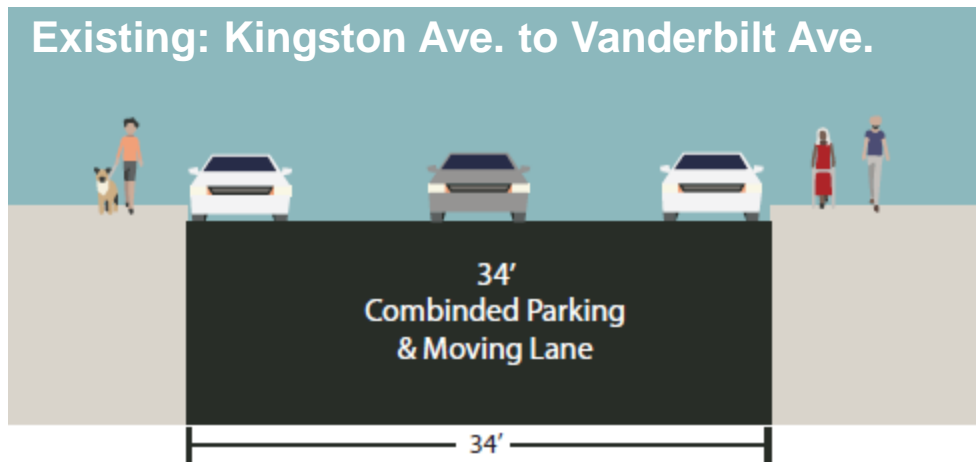 Existing: Kingston Ave. to Vanderbilt Ave.
34’
Combinded Parking
& Moving Lane
34’